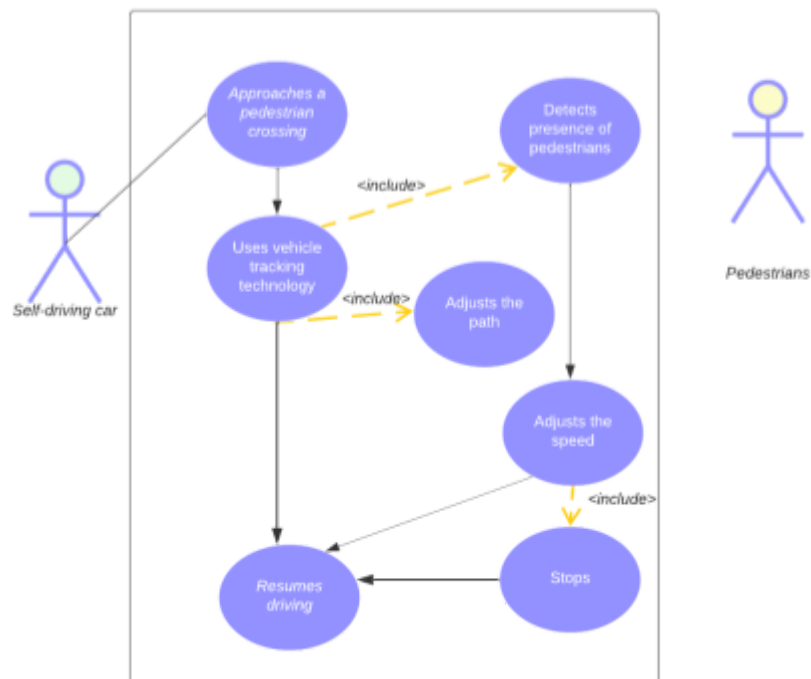 Approaches a
pedestrian
crossing
Detects
presence of
pedestrians
<include>
Uses vehicle
tracking
technology
Pedestrians
<include>
Adjusts the
path
Self-driving car
Adjusts the
speed
<include>
Resumes
driving
Stops